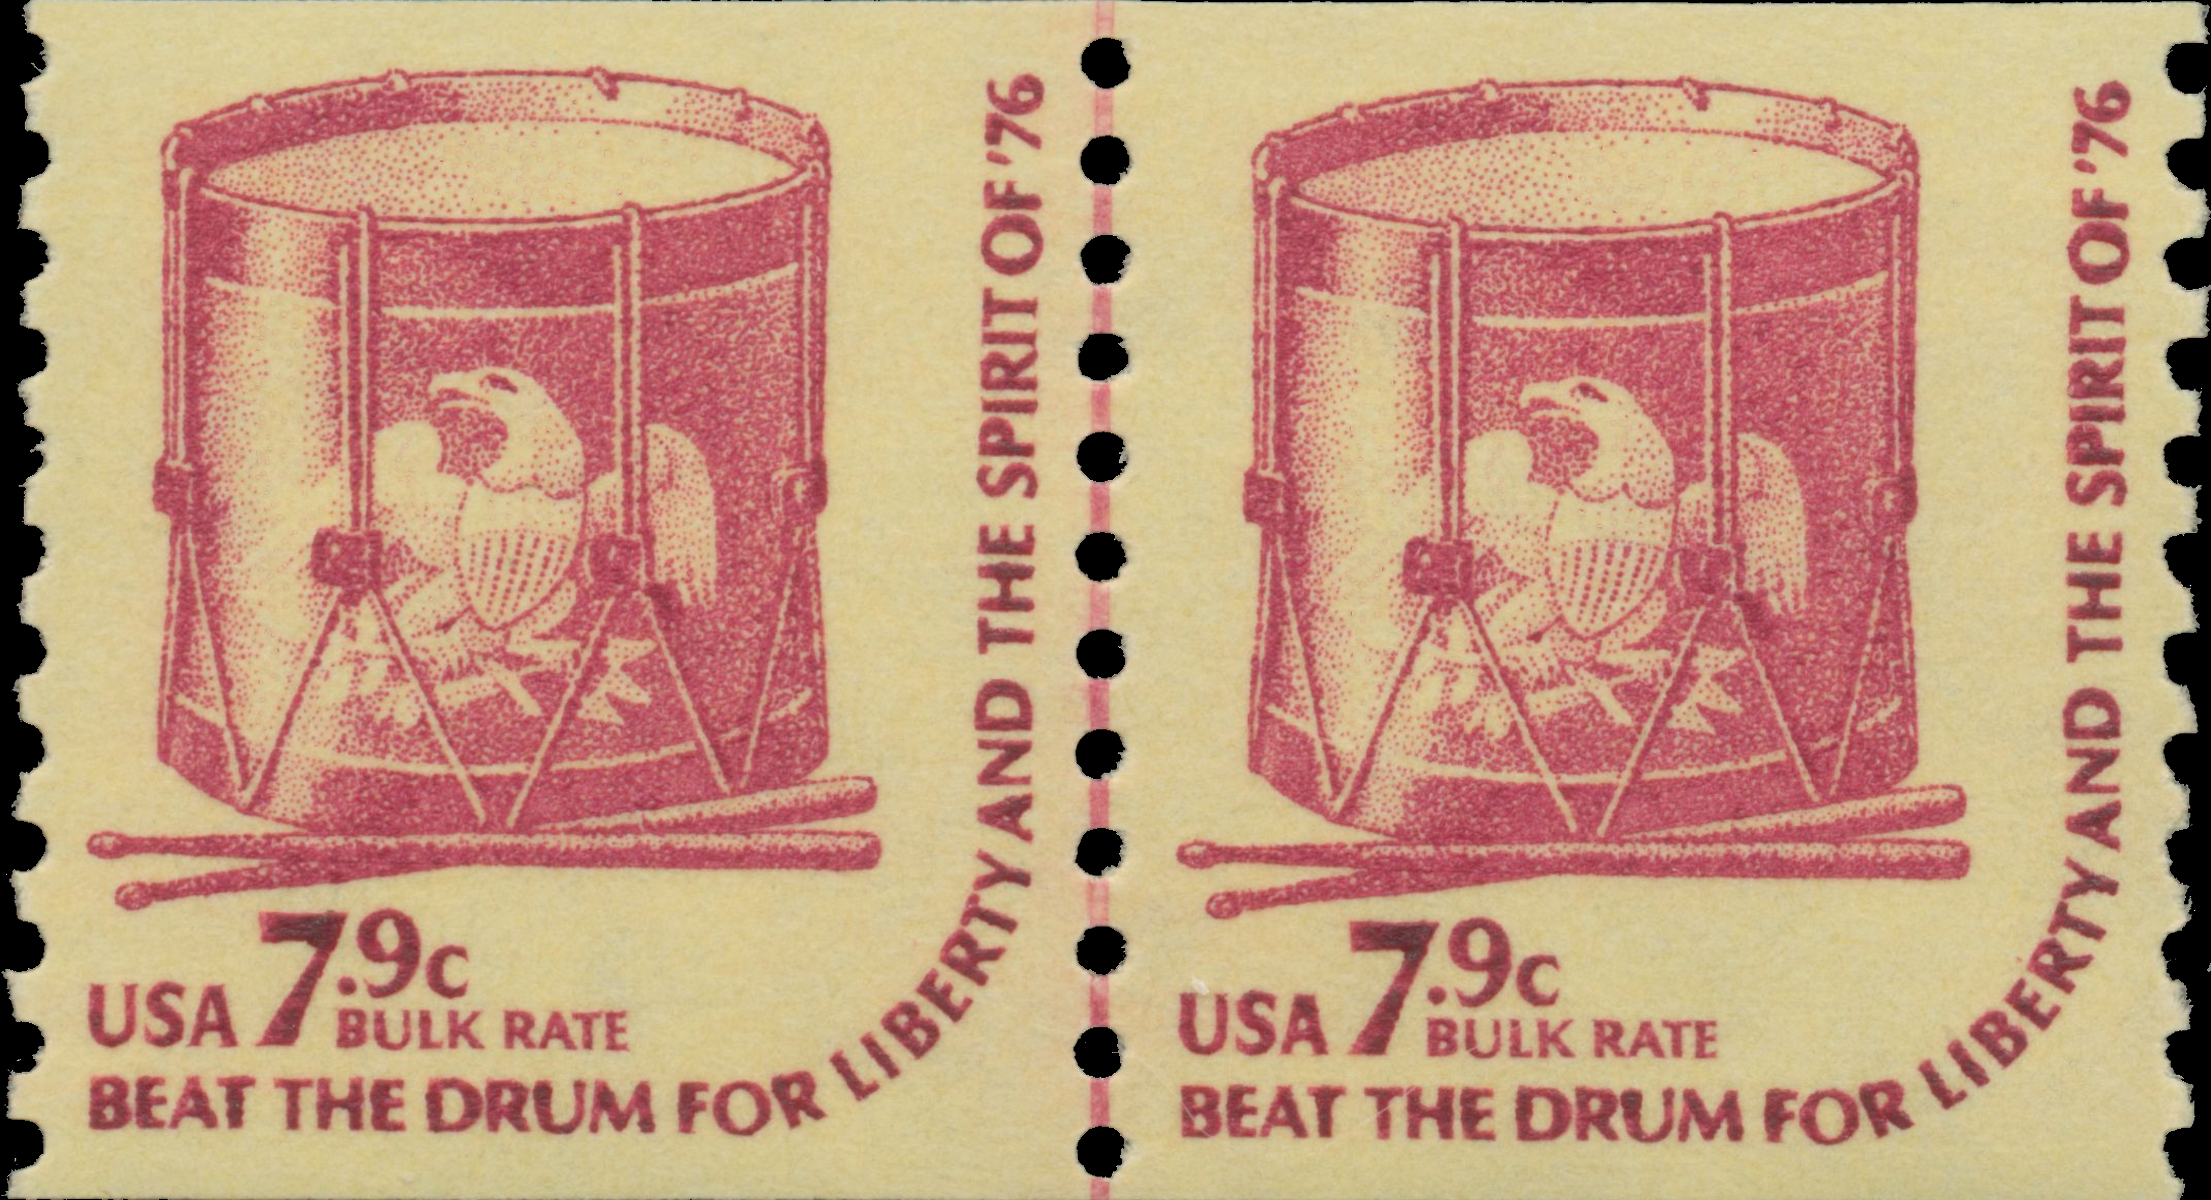 USA 7.9c
BULK RATE
BEAT THE DRUM FOR LIBERTY AND THE SPIRIT OF '76
USA 7.9c
BULK RATE
BEAT THE DRUM FOR LIBERTY AND THE SPIRIT OF '76